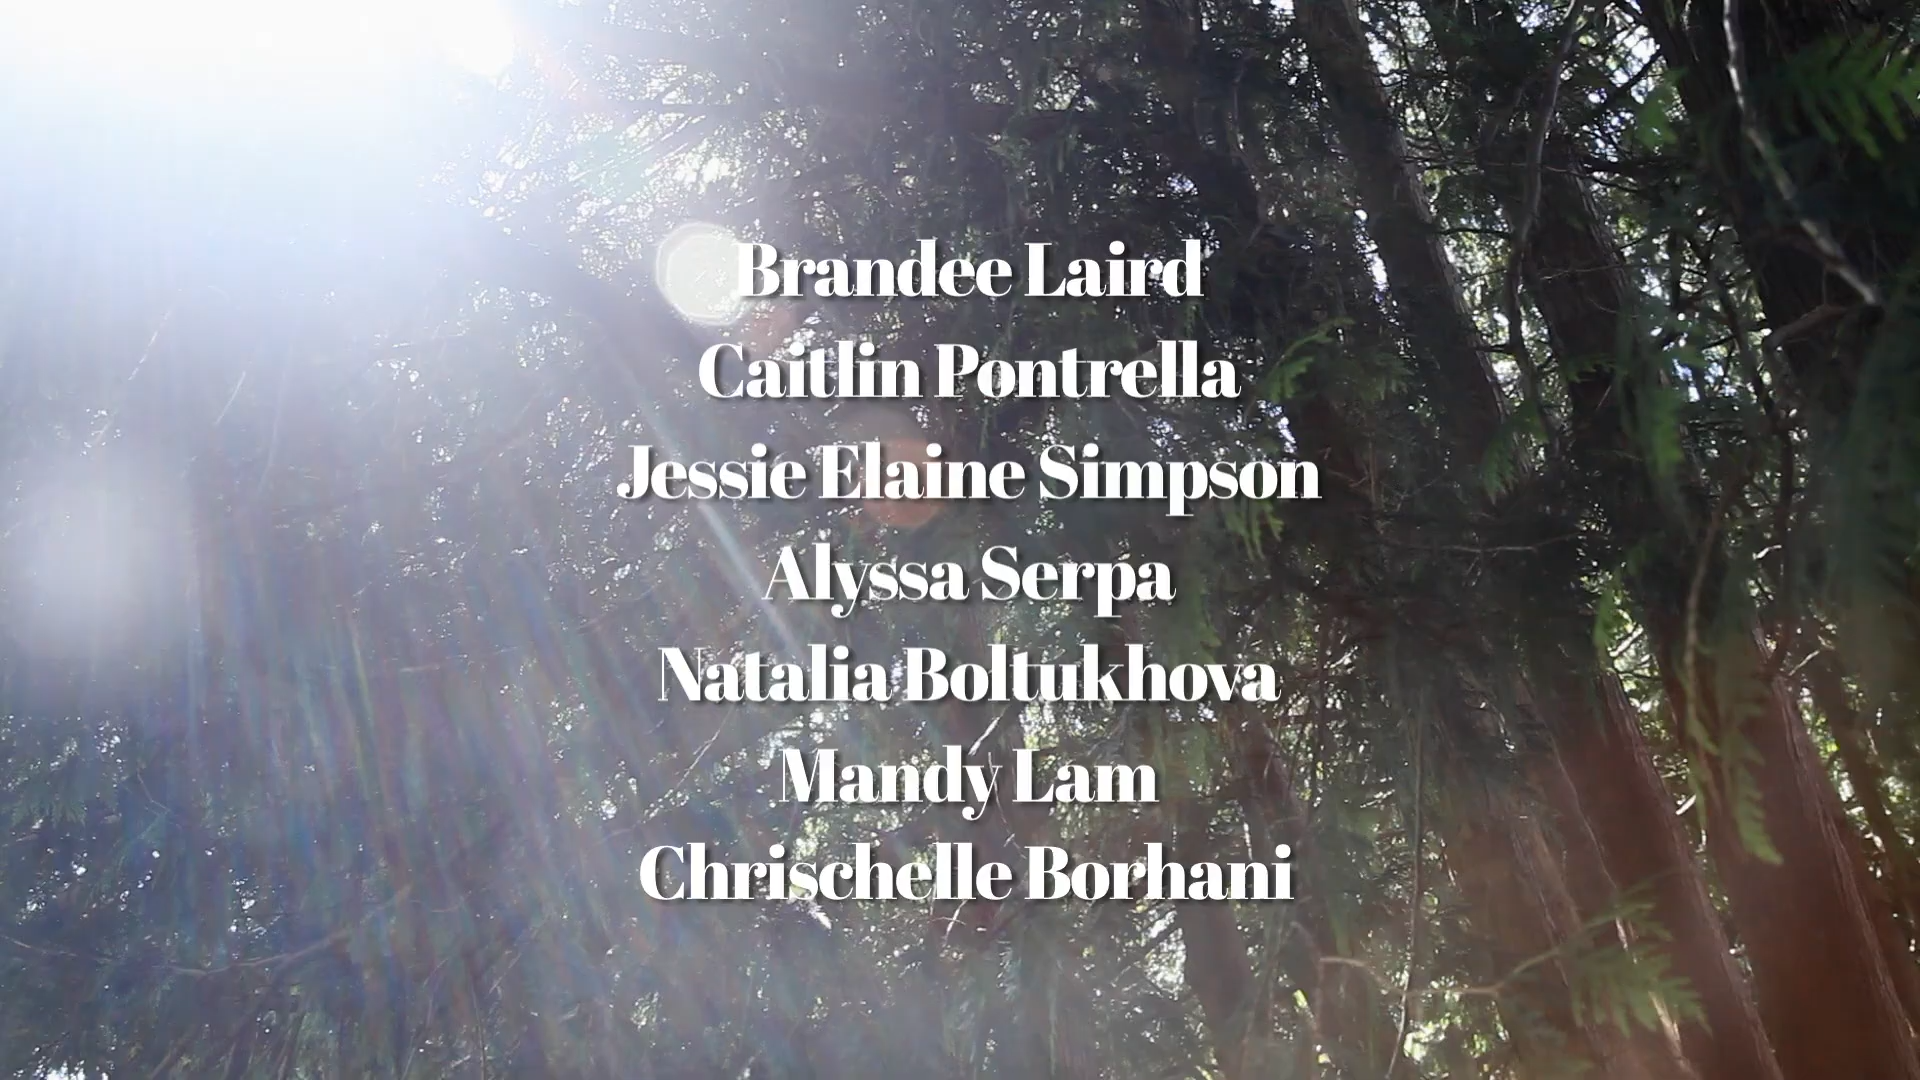 Brandee Laird
Caitlin Pontrella
Jessie Elaine Simpson
Alyssa Serpa
Natalia Boltukhova
Mandy Lam
Chrischelle Borhani